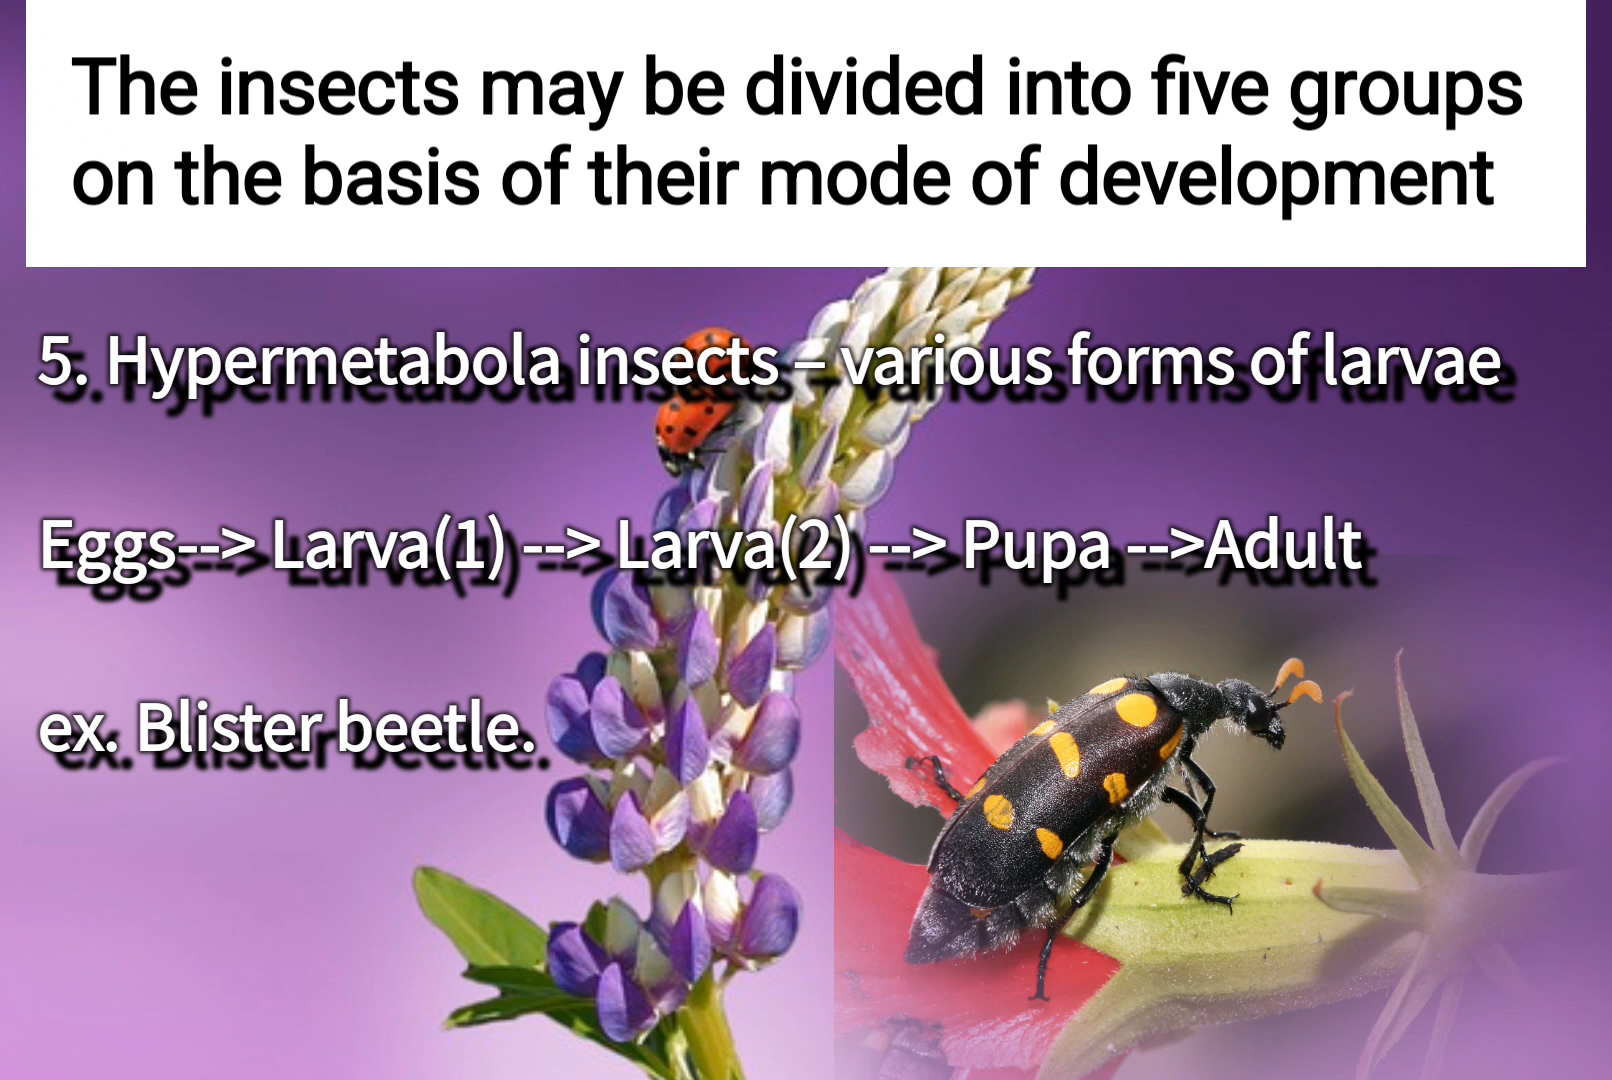 The insects may be divided into five groups
on the basis of their mode of development
5. Hypermetabola insects – various forms of larvae
Eggs--> Larva(1) --> Larva(2) --> Pupa -->Adult
ex. Blister beetle.